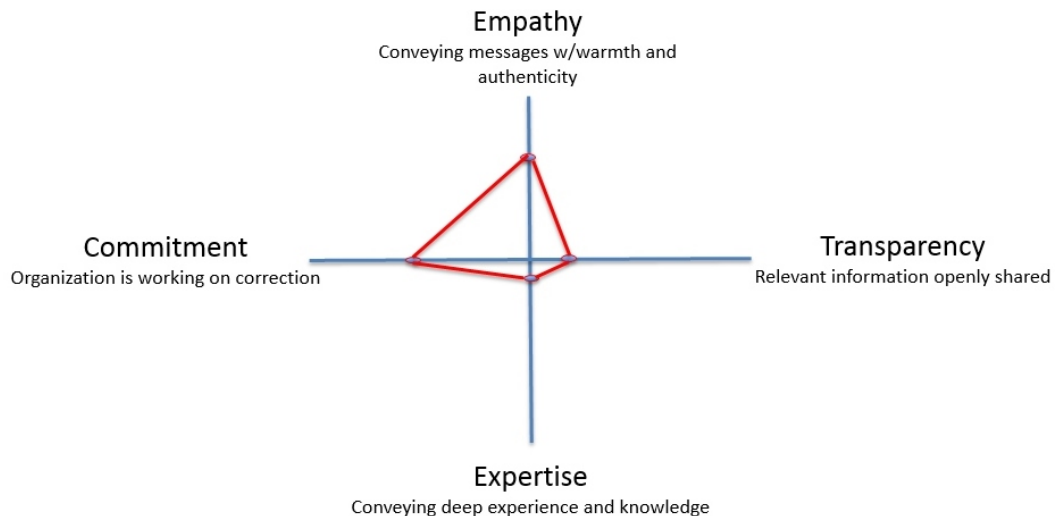 Empathy
Conveying messages w/warmth and
authenticity
Commitment
Organization is working on correction
Transparency
Relevant information openly shared
Expertise
Conveying deep experience and knowledge